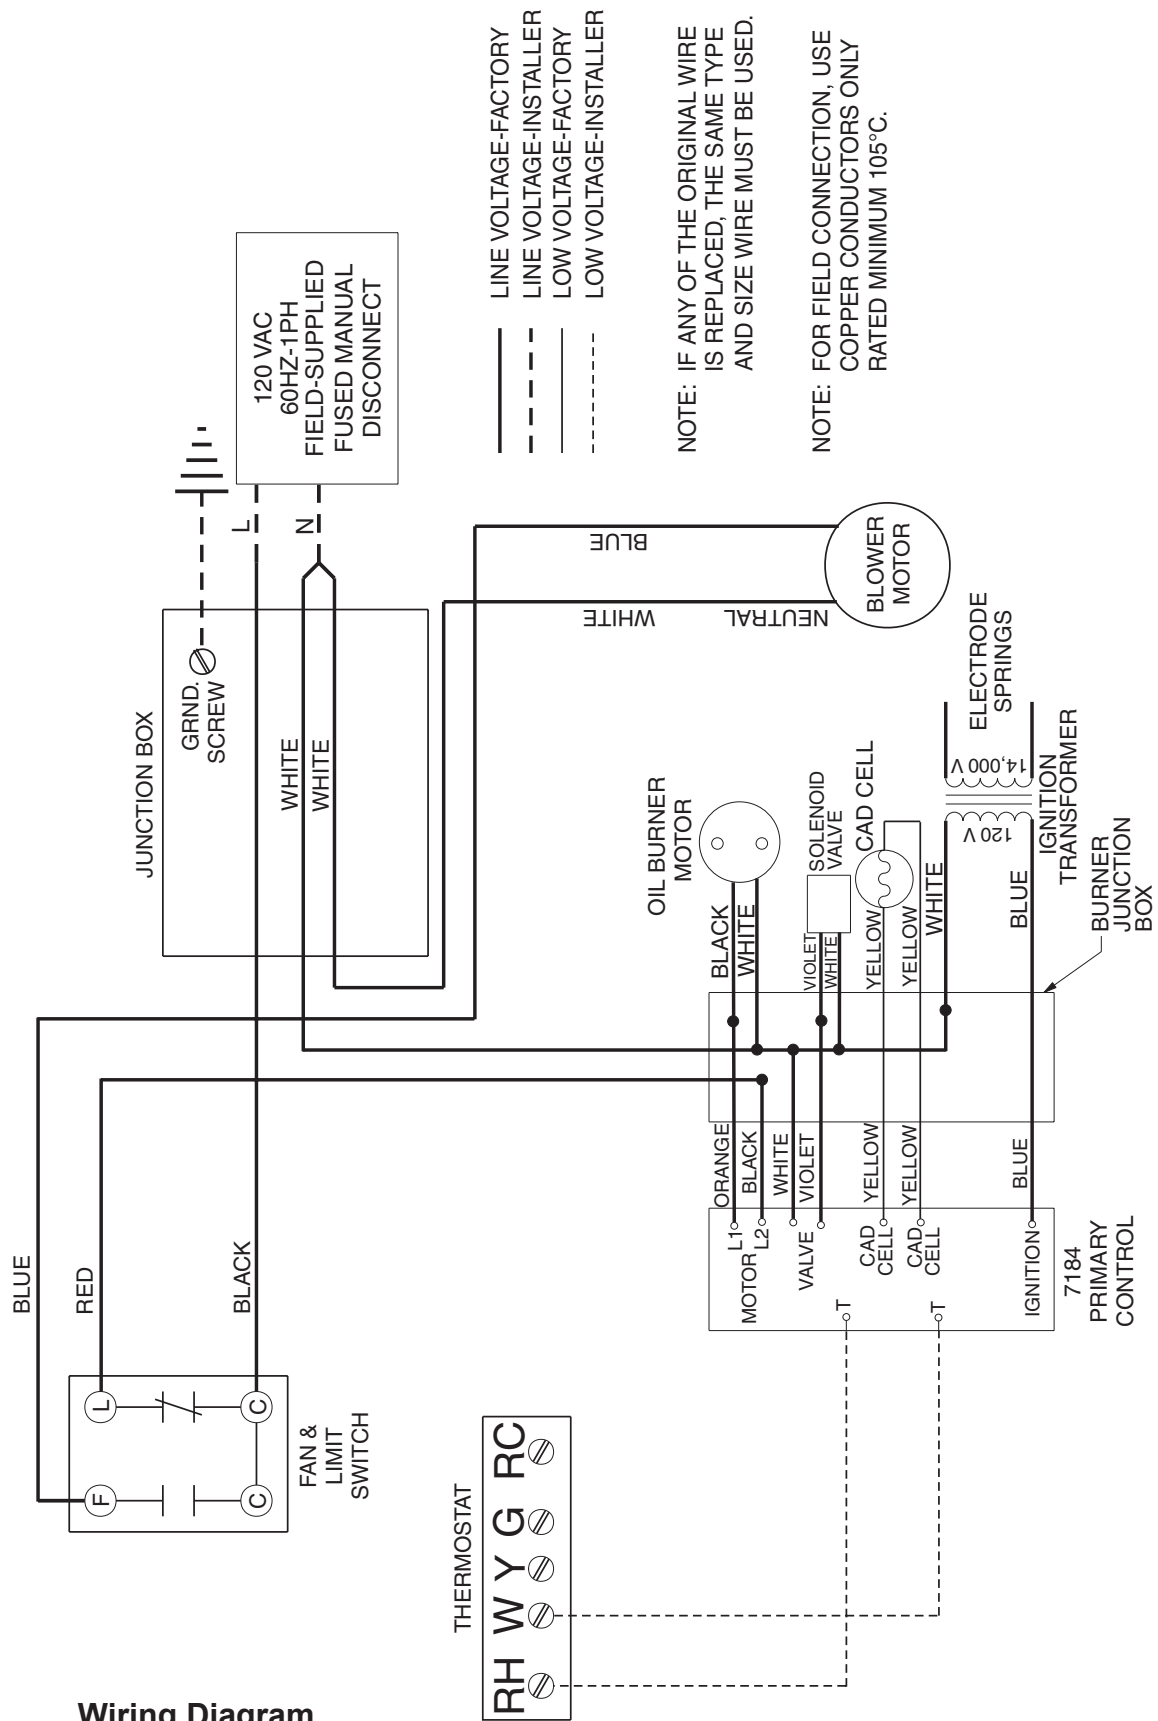 LINE VOLTAGE-FACTORY
LINE VOLTAGE-INSTALLER
LOW VOLTAGE-FACTORY
LOW VOLTAGE-INSTALLER
NOTE: IF ANY OF THE ORIGINAL WIRE
IS REPLACED, THE SAME TYPE
AND SIZE WIRE MUST BE USED.
NOTE: FOR FIELD CONNECTION, USE
COPPER CONDUCTORS ONLY
RATED MINIMUM 105°C.
120 VAC
60HZ-1PH
FIELD-SUPPLIED
FUSED MANUAL
DISCONNECT
L
N
JUNCTION BOX
GRND.
SCREW
WHITE
WHITE
BLUE
WHITE
NEUTRAL
BLOWER
MOTOR
ELECTRODE
SPRINGS
14,000 V
120 V
IGNITION
TRANSFORMER
OIL BURNER
MOTOR
SOLENOID
VALVE
CAD CELL
BLACK
WHITE
VIOLET
WHITE
YELLOW
YELLOW
WHITE
BLUE
BURNER
JUNCTION
BOX
ORANGE
BLACK
WHITE
VIOLET
YELLOW
YELLOW
BLUE
L1
MOTOR
L2
VALVE
CAD
CELL
CAD
CELL
IGNITION
T
T
7184
PRIMARY
CONTROL
BLUE
RED
BLACK
L
C
F
C
FAN &
LIMIT
SWITCH
THERMOSTAT
RH W Y G RC
Wiring Diagram